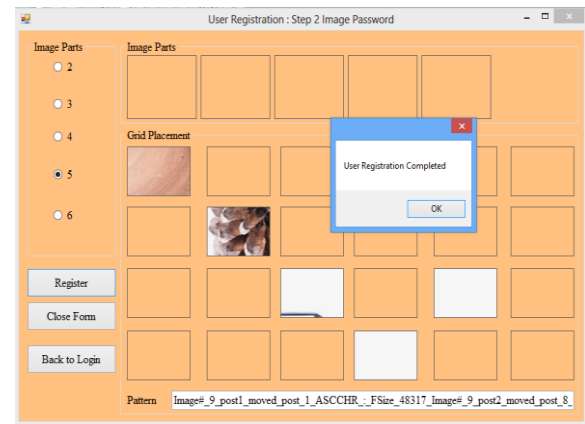 User Registration : Step 2 Image Password
Image Parts
2
3
4
5
6
Register
Close Form
Back to Login
Image Parts
Grid Placement
User Registration Completed
OK
Pattern Image#_9_post1_moved_post_1_ASCCHR_:_FSize_48317_Image#_9_post2_moved_post_8_